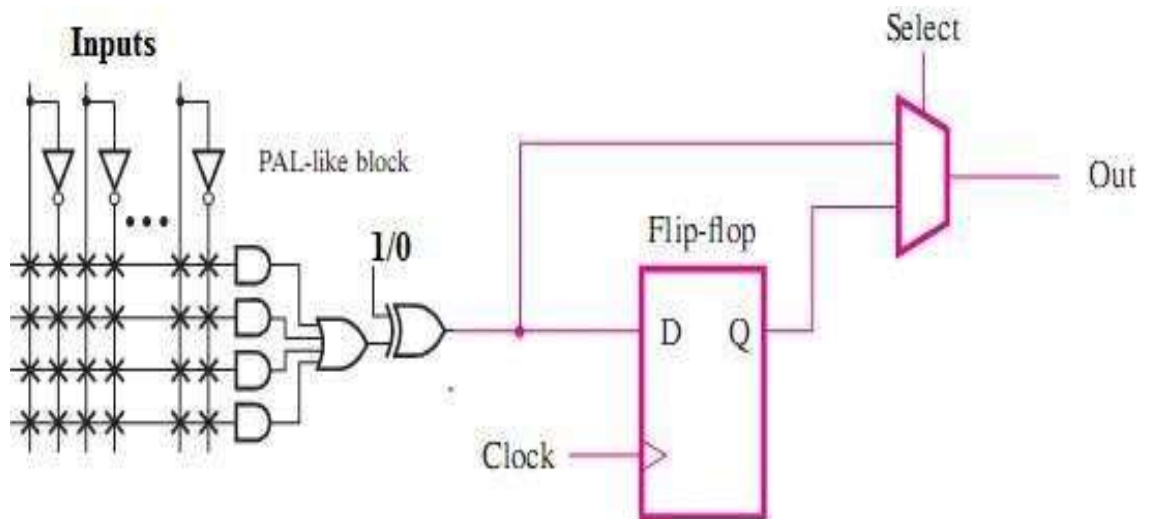 Inputs
Select
PAL-like block
Out
Flip-flop
1/0
D Q
Clock